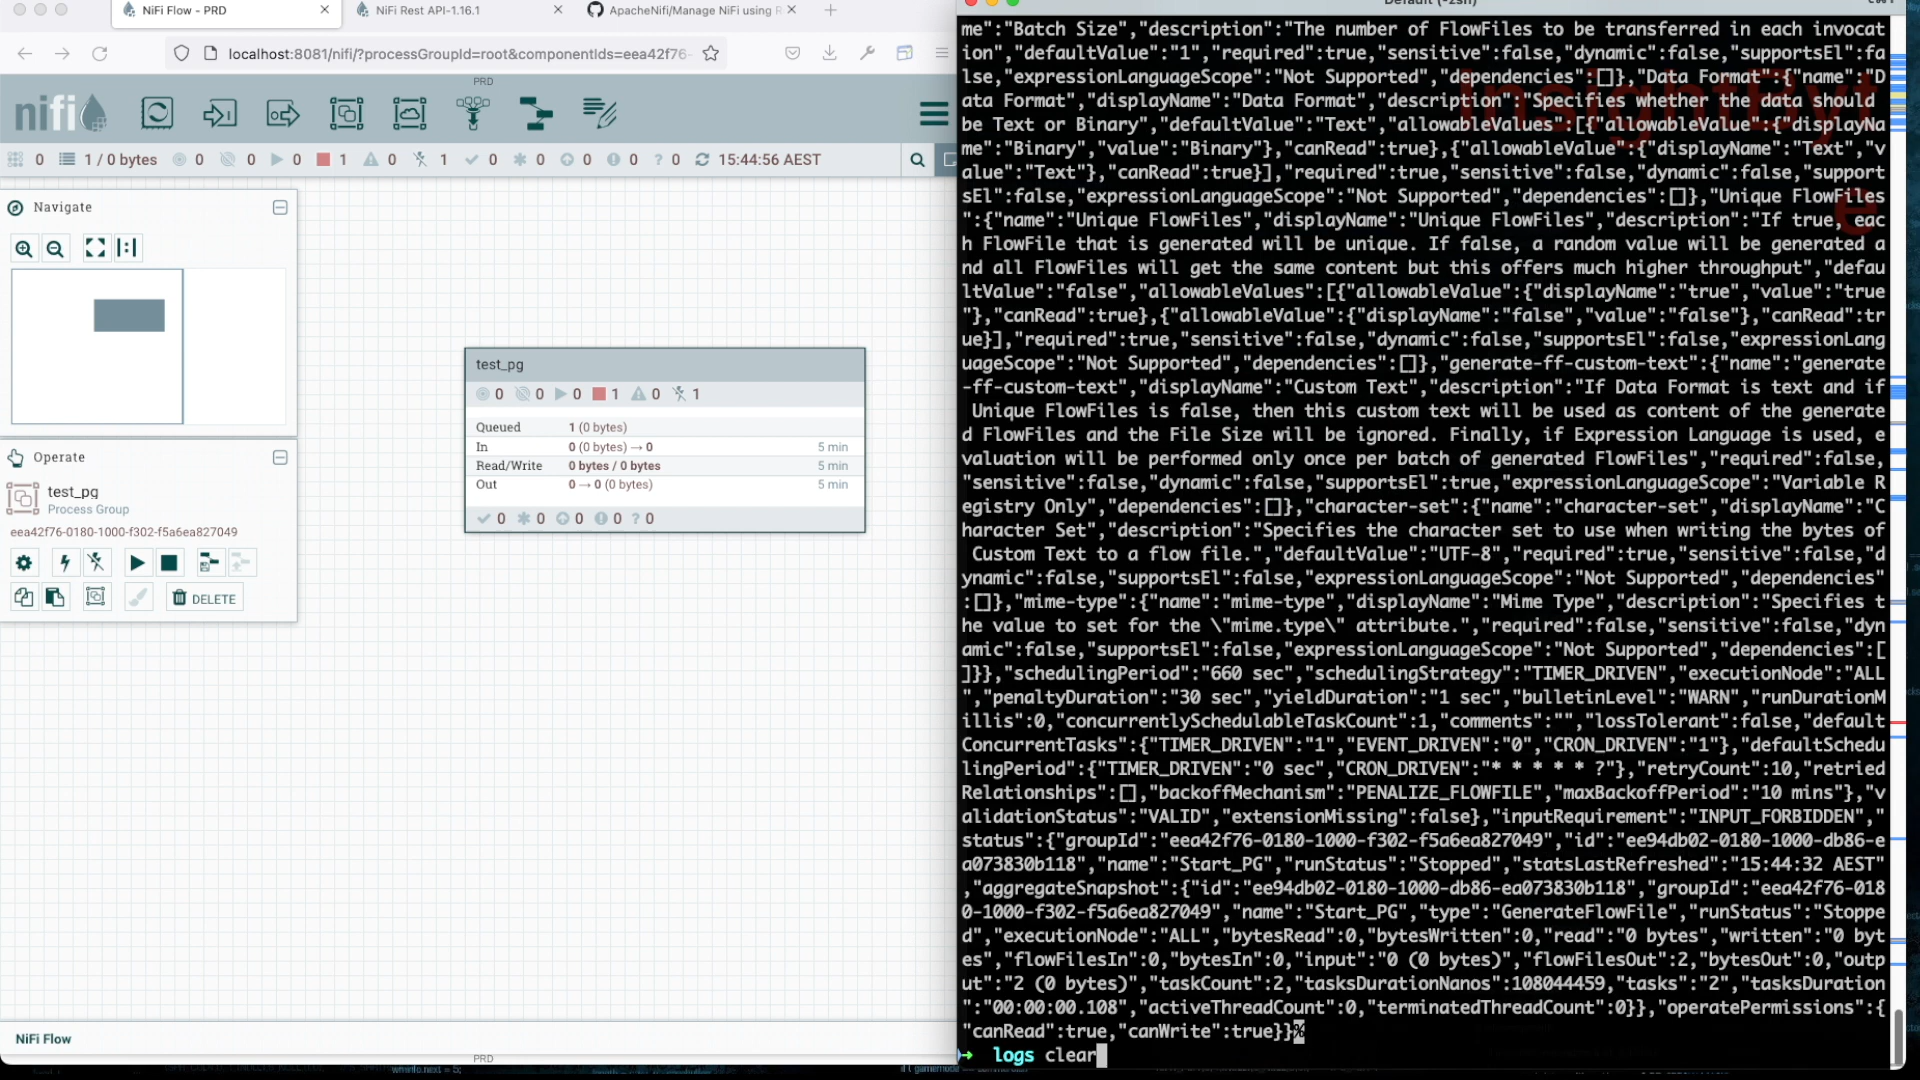 NiFi Flow - PRD
NiFi Rest API-1.16.1
ApacheNifi/Manage NiFi using R
Default (-zsh)
localhost:8081/nifi/?processGroupId=root&componentIds=eea42f76-
PRD
nifi
0 1 / 0 bytes 0 0 0 1 0 1 0 0 0 0 ? 0 15:44:56 AEST
Navigate
Operate
test_pg
Process Group
eea42f76-0180-1000-f302-f5a6ea827049
DELETE
test_pg
0 0 0 1 0 1
Queued 1 (0 bytes)
In 0 (0 bytes) → 0 5 min
Read/Write 0 bytes / 0 bytes 5 min
Out 0 → 0 (0 bytes) 5 min
0 0 0 0 ? 0
NiFi Flow
PRD
InsightByt
e
me":"Batch Size","description":"The number of FlowFiles to be transferred in each invocat
ion","defaultValue":"1","required":true,"sensitive":false,"dynamic":false,"supportsEl":fa
lse,"expressionLanguageScope":"Not Supported","dependencies":[]},"Data Format":{"name":"D
ata Format","displayName":"Data Format","description":"Specifies whether the data should
be Text or Binary","defaultValue":"Text","allowableValues":[{"allowableValue":{"displayNa
me":"Binary","value":"Binary"},"canRead":true},{"allowableValue":{"displayName":"Text","v
alue":"Text"},"canRead":true}],"required":true,"sensitive":false,"dynamic":false,"support
sEl":false,"expressionLanguageScope":"Not Supported","dependencies":[]},"Unique FlowFiles
":{"name":"Unique FlowFiles","displayName":"Unique FlowFiles","description":"If true, eac
h FlowFile that is generated will be unique. If false, a random value will be generated a
nd all FlowFiles will get the same content but this offers much higher throughput","defau
ltValue":"false","allowableValues":[{"allowableValue":{"displayName":"true","value":"true
"},"canRead":true},{"allowableValue":{"displayName":"false","value":"false"},"canRead":tr
ue}],"required":true,"sensitive":false,"dynamic":false,"supportsEl":false,"expressionLang
uageScope":"Not Supported","dependencies":[]},"generate-ff-custom-text":{"name":"generate
-ff-custom-text","displayName":"Custom Text","description":"If Data Format is text and if
Unique FlowFiles is false, then this custom text will be used as content of the generate
d FlowFiles and the File Size will be ignored. Finally, if Expression Language is used, e
valuation will be performed only once per batch of generated FlowFiles","required":false,
"sensitive":false,"dynamic":false,"supportsEl":true,"expressionLanguageScope":"Variable R
egistry Only","dependencies":[]},"character-set":{"name":"character-set","displayName":"C
haracter Set","description":"Specifies the character set to use when writing the bytes of
Custom Text to a flow file.","defaultValue":"UTF-8","required":true,"sensitive":false,"d
ynamic":false,"supportsEl":false,"expressionLanguageScope":"Not Supported","dependencies"
:[]},"mime-type":{"name":"mime-type","displayName":"Mime Type","description":"Specifies t
he value to set for the \"mime.type\" attribute.","required":false,"sensitive":false,"dyn
amic":false,"supportsEl":false,"expressionLanguageScope":"Not Supported","dependencies":[
]}},"schedulingPeriod":"660 sec","schedulingStrategy":"TIMER_DRIVEN","executionNode":"ALL
","penaltyDuration":"30 sec","yieldDuration":"1 sec","bulletinLevel":"WARN","runDurationM
illis":0,"concurrentlySchedulableTaskCount":1,"comments":"","lossTolerant":false,"default
ConcurrentTasks":{"TIMER_DRIVEN":"1","EVENT_DRIVEN":"0","CRON_DRIVEN":"1"},"defaultSchedu
lingPeriod":{"TIMER_DRIVEN":"0 sec","CRON_DRIVEN":"* * * * * ?"},"retryCount":10,"retried
Relationships":[],"backoffMechanism":"PENALIZE_FLOWFILE","maxBackoffPeriod":"10 mins"},"v
alidationStatus":"VALID","extensionMissing":false},"inputRequirement":"INPUT_FORBIDDEN","
status":{"groupId":"eea42f76-0180-1000-f302-f5a6ea827049","id":"ee94db02-0180-1000-db86-e
a073830b118","name":"Start_PG","runStatus":"Stopped","statsLastRefreshed":"15:44:32 AEST"
,"aggregateSnapshot":{"id":"ee94db02-0180-1000-db86-ea073830b118","groupId":"eea42f76-018
0-1000-f302-f5a6ea827049","name":"Start_PG","type":"GenerateFlowFile","runStatus":"Stoppe
d","executionNode":"ALL","bytesRead":0,"bytesWritten":0,"read":"0 bytes","written":"0 byt
es","flowFilesIn":0,"bytesIn":0,"input":"0 (0 bytes)","flowFilesOut":2,"bytesOut":0,"outp
ut":"2 (0 bytes)","taskCount":2,"tasksDurationNanos":108044459,"tasks":"2","tasksDuration
":"00:00:00.108","activeThreadCount":0,"terminatedThreadCount":0}},"operatePermissions":{
"canRead":true,"canWrite":true}}%
➜ logs clear